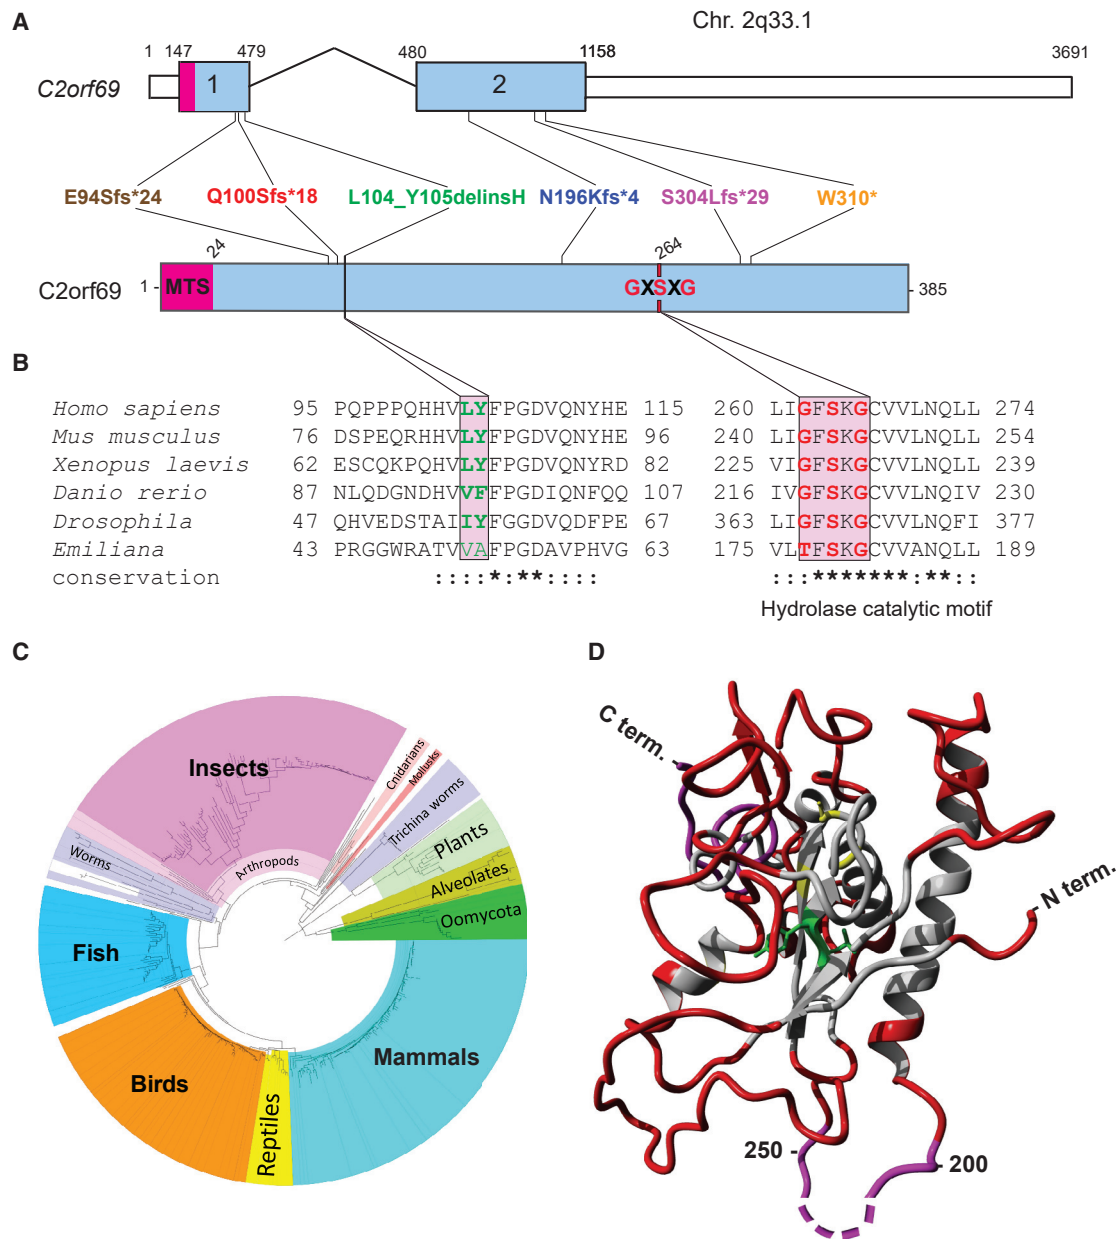 A
Chr. 2q33.1
1 147 479 480 1158 3691
C2orf69 1 2
E94Sfs*24 Q100Sfs*18 L104_Y105delinsH N196Kfs*4 S304Lfs*29 W310*
24 264
C2orf69 1 - MTS GXSXG - 385
B
Homo sapiens 95 PQPPPQHHVLYFPGDVQNYHE 115 260 LIGFSKGCVVLNQLL 274
Mus musculus 76 DSPEQRHHVLYFPGDVQNYHE 96 240 LIGFSKGCVVLNQLL 254
Xenopus laevis 62 ESCQKPQHVLYFPGDVQNYRD 82 225 VIGFSKGCVVLNQLL 239
Danio rerio 87 NLQDGNDHVVFFPGDIQNFQQ 107 216 IVGFSKGCVVLNQIV 230
Drosophila 47 QHVEDSTAIIYFGGDVQDFPE 67 363 LIGFSKGCVVLNQFI 377
Emiliana 43 PRGGWRATVVAFPGDAVPHVG 63 175 VLTFSKGCVVANQLL 189
conservation ::::*:**:::: :::*******:**::
Hydrolase catalytic motif
C
Insects
Cnidarians
Mollusks
Trichina worms
Plants
Alveolates
Oomycota
Arthropods
Worms
Fish
Birds
Reptiles
Mammals
D
C term.
- N term.
250 -
- 200